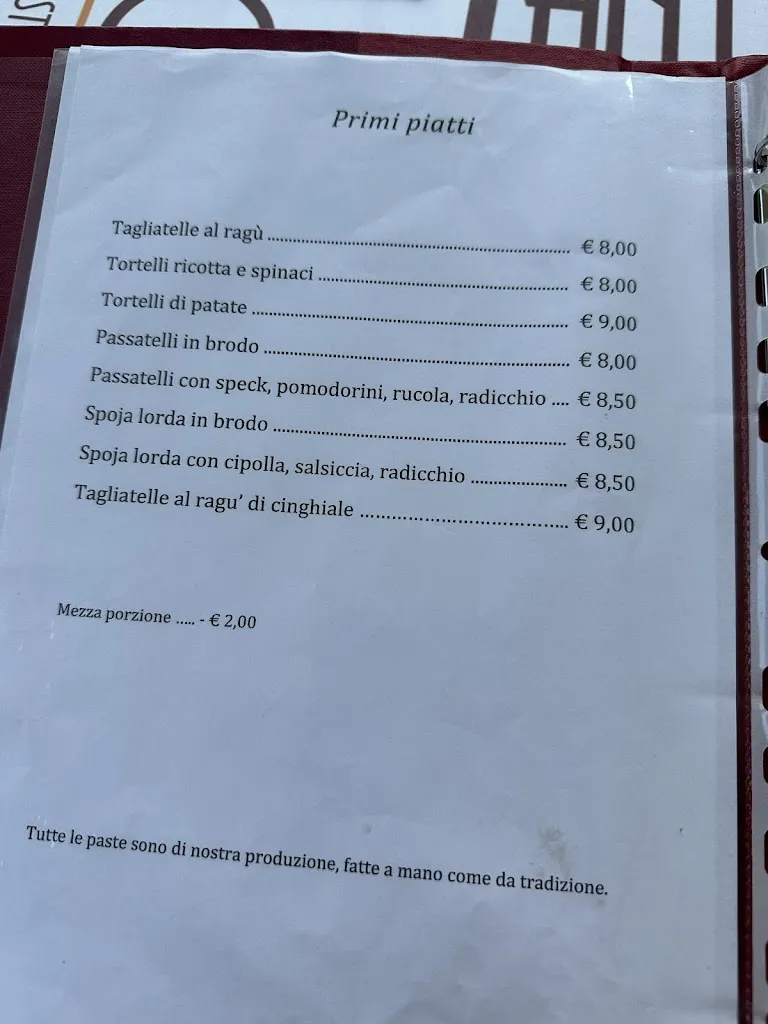 Primi piatti
Tagliatelle al ragù ........................................................................ € 8,00
Tortelli ricotta e spinaci ............................................................ € 8,00
Tortelli di patate ........................................................................... € 9,00
Passatelli in brodo ......................................................................... € 8,00
Passatelli con speck, pomodorini, rucola, radicchio .... € 8,50
Spoja lorda in brodo ...................................................................... € 8,50
Spoja lorda con cipolla, salsiccia, radicchio ....................... € 8,50
Tagliatelle al ragu’ di cinghiale ……………………………….. € 9,00
Mezza porzione ..... - € 2,00
Tutte le paste sono di nostra produzione, fatte a mano come da tradizione.